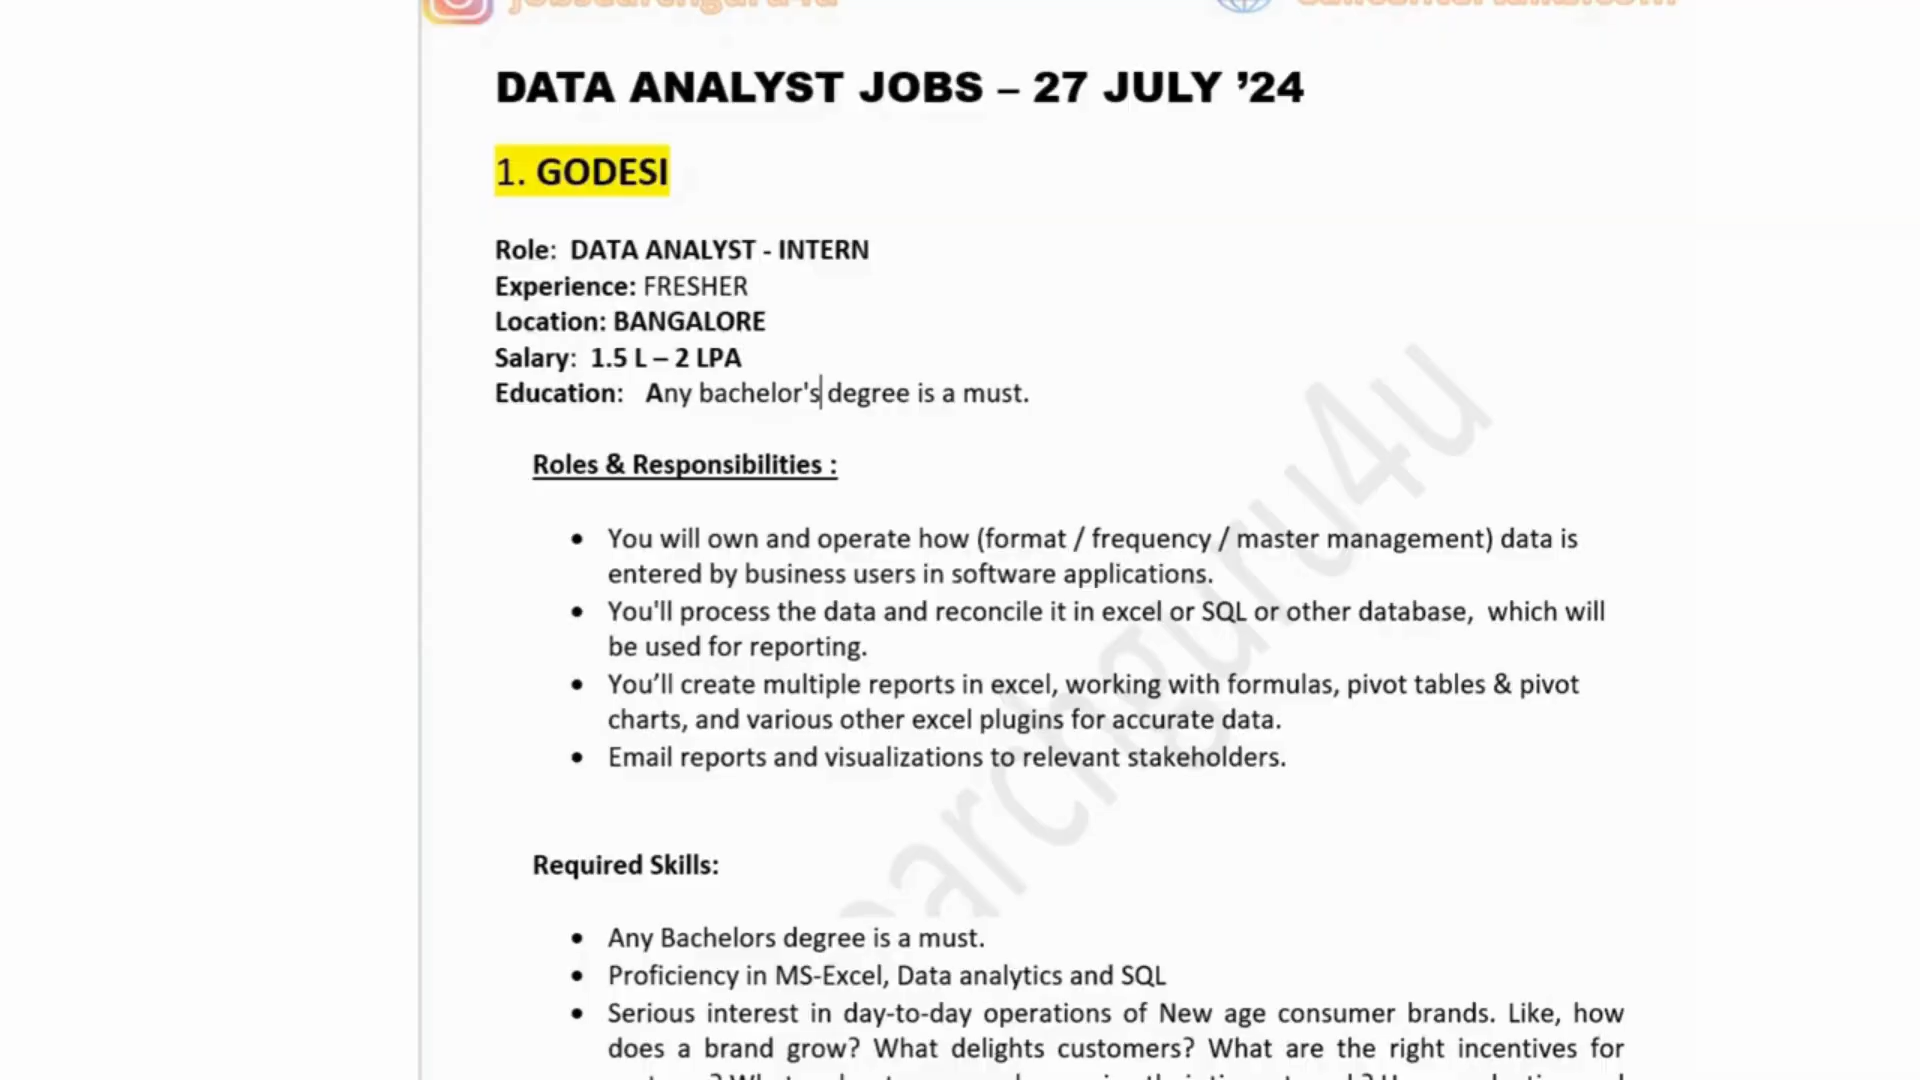 DATA ANALYST JOBS – 27 JULY ’24
1. GODESI
Role: DATA ANALYST - INTERN
Experience: FRESHER
Location: BANGALORE
Salary: 1.5 L – 2 LPA
Education: Any bachelor's degree is a must.
Roles & Responsibilities :
• You will own and operate how (format / frequency / master management) data is
entered by business users in software applications.
• You'll process the data and reconcile it in excel or SQL or other database, which will
be used for reporting.
• You’ll create multiple reports in excel, working with formulas, pivot tables & pivot
charts, and various other excel plugins for accurate data.
• Email reports and visualizations to relevant stakeholders.
Required Skills:
• Any Bachelors degree is a must.
• Proficiency in MS-Excel, Data analytics and SQL
• Serious interest in day-to-day operations of New age consumer brands. Like, how
does a brand grow? What delights customers? What are the right incentives for